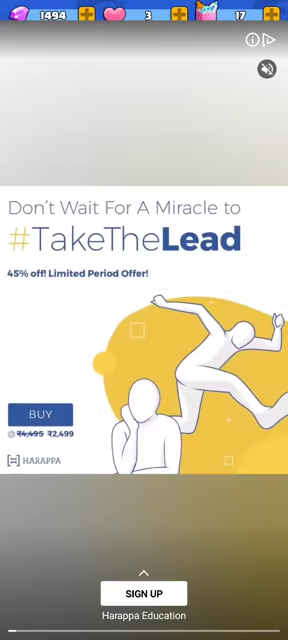 1494 3 17
Don't Wait For A Miracle to
#TakeTheLead
45% off! Limited Period Offer!
BUY
@ ₹4,495 ₹2,499
HARAPPA
SIGN UP
Harappa Education